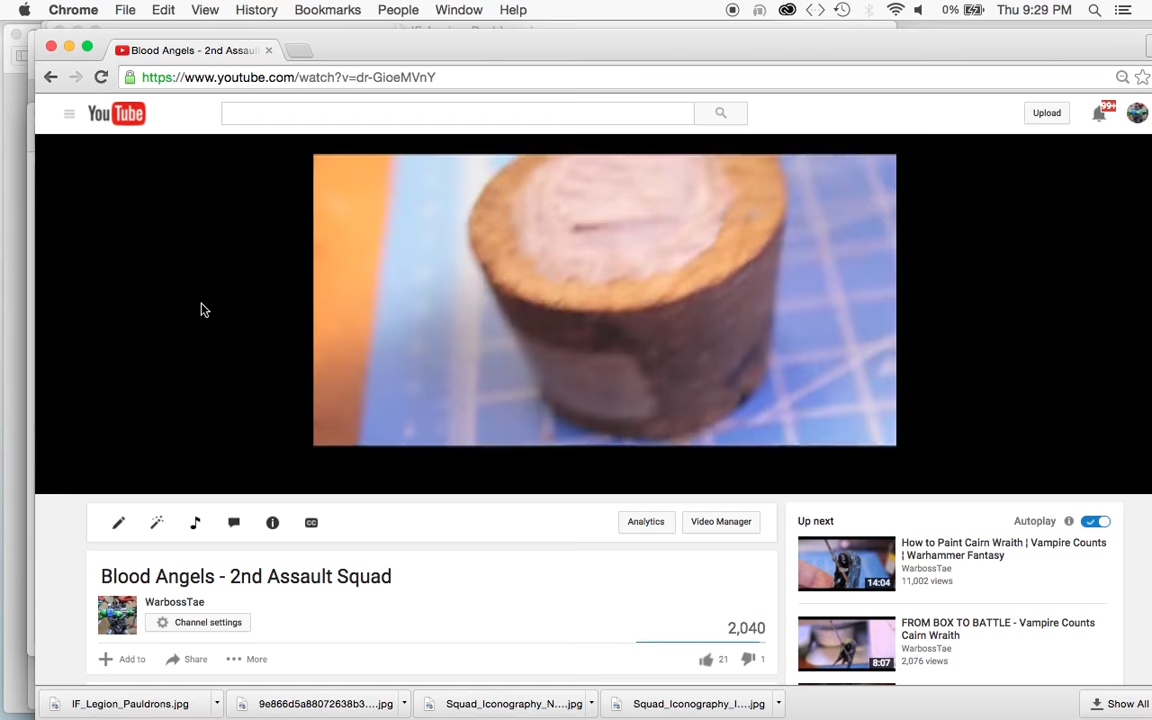 Chrome File Edit View History Bookmarks People Window Help 0% Thu 9:29 PM
Blood Angels - 2nd Assaul
https://www.youtube.com/watch?v=dr-GioeMVnY
YouTube Upload 99+
Analytics Video Manager
Blood Angels - 2nd Assault Squad
WarbossTae
Channel settings
2,040
Add to Share More 21 1
Up next Autoplay
How to Paint Cairn Wraith | Vampire Counts
| Warhammer Fantasy
WarbossTae
11,002 views
14:04
FROM BOX TO BATTLE - Vampire Counts
Cairn Wraith
WarbossTae
2,076 views
8:07
IF_Legion_Pauldrons.jpg 9e866d5a88072638b3....jpg Squad_Iconography_N....jpg Squad_Iconography_I....jpg Show All